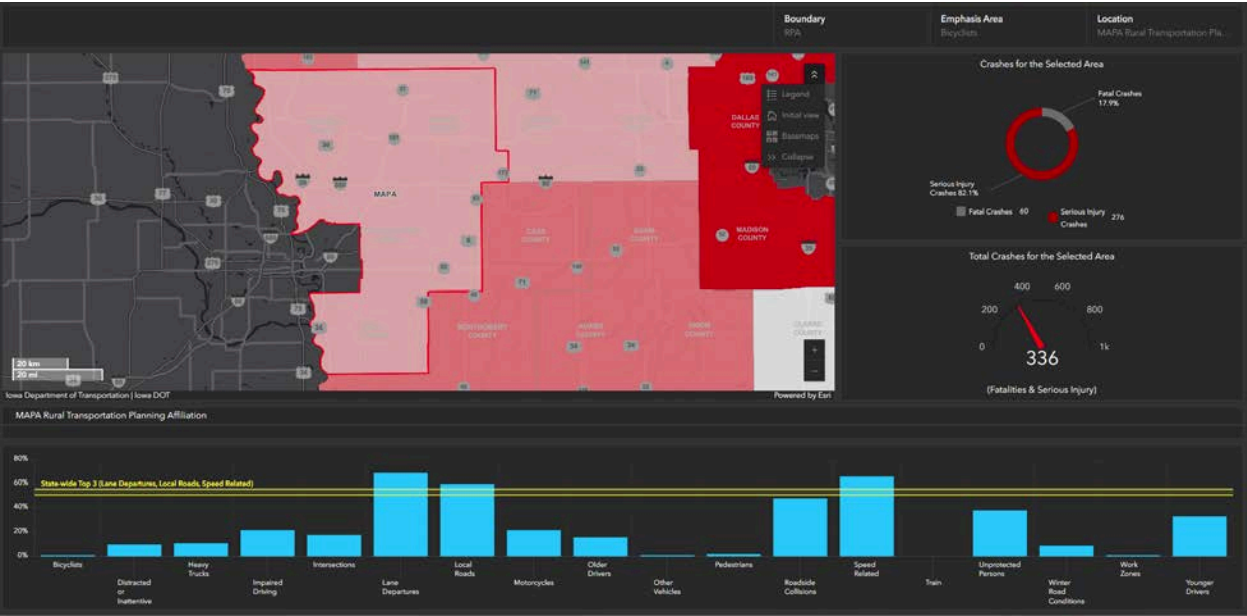 Boundary
RPA
Emphasis Area
Bicyclists
Location
MAPA Rural Transportation Pla...
DALLAS
COUNTY
Legend
Initial view
Basemaps
Collapse
MAPA
CASS
COUNTY
ADAIR
COUNTY
MADISON
COUNTY
MONTGOMERY
COUNTY
ADAMS
COUNTY
UNION
COUNTY
CLARKE
COUNTY
20 km
20 mi
Iowa Department of Transportation | Iowa DOT
Powered by Esri
Crashes for the Selected Area
Fatal Crashes
17.9%
Serious Injury
Crashes 82.1%
Fatal Crashes 60
Serious Injury
Crashes
276
Total Crashes for the Selected Area
0
200
400
600
800
1k
336
(Fatalities & Serious Injury)
MAPA Rural Transportation Planning Affiliation
80%
60%
40%
20%
0%
State-wide Top 3 (Lane Departures, Local Roads, Speed Related)
Bicyclists
Distracted
or
Inattentive
Heavy
Trucks
Impaired
Driving
Intersections
Lane
Departures
Local
Roads
Motorcycles
Older
Drivers
Other
Vehicles
Pedestrians
Roadside
Collisions
Speed
Related
Train
Unprotected
Persons
Winter
Road
Conditions
Work
Zones
Younger
Drivers